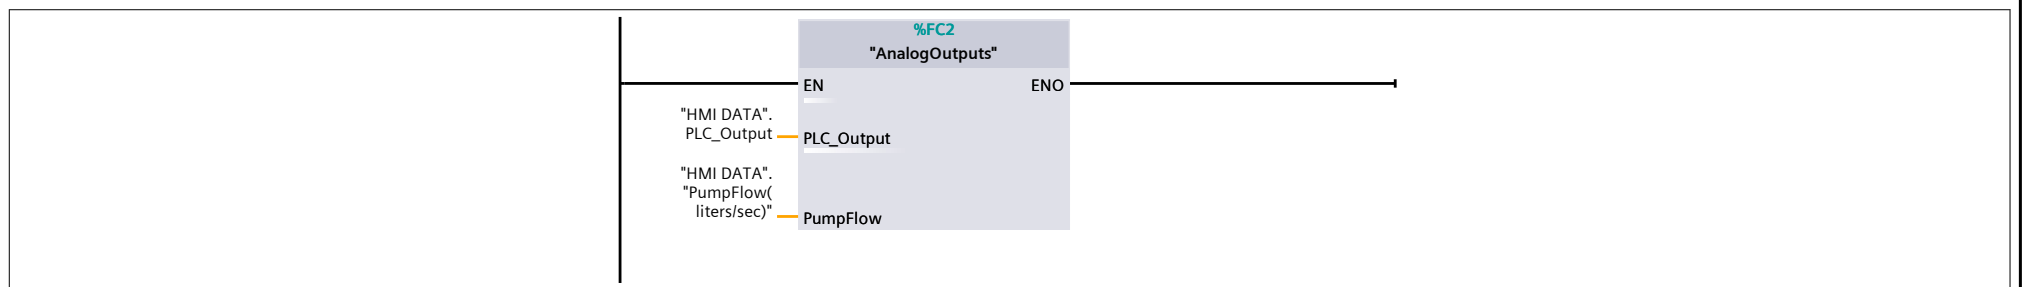 %FC2
"AnalogOutputs"
EN
ENO
"HMI DATA".
PLC_Output
PLC_Output
"HMI DATA".
"PumpFlow(
liters/sec)"
PumpFlow